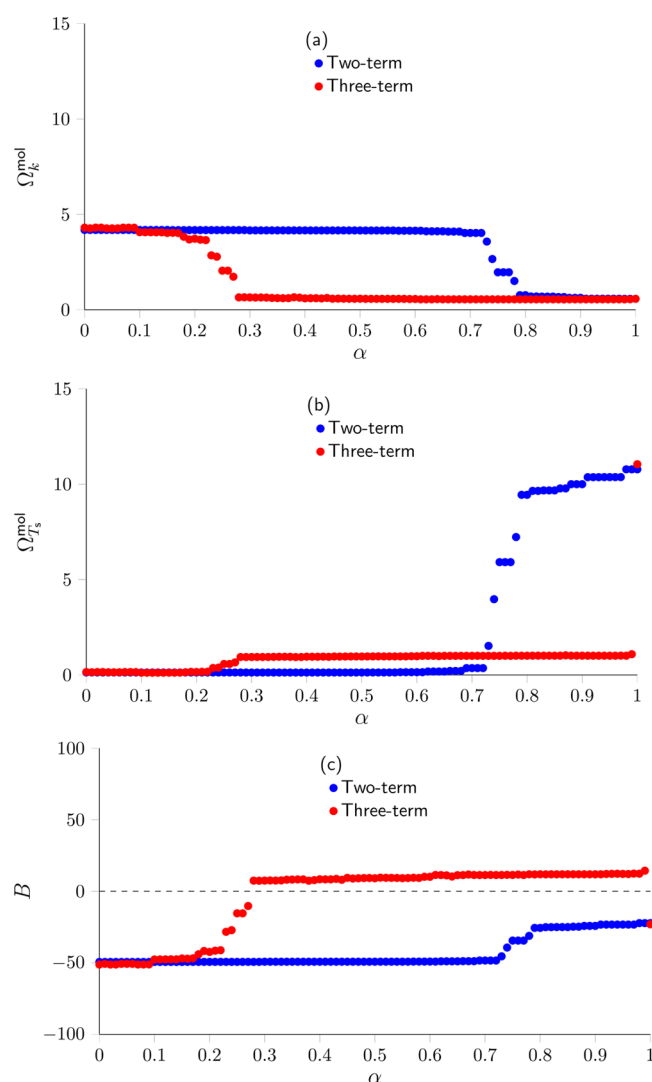 (a)
Two-term
Three-term
15
10
5
0
Ω_k^mol
0 0.1 0.2 0.3 0.4 0.5 0.6 0.7 0.8 0.9 1
α
(b)
Two-term
Three-term
15
10
5
0
Ω_{T_s}^mol
0 0.1 0.2 0.3 0.4 0.5 0.6 0.7 0.8 0.9 1
α
(c)
Two-term
Three-term
100
50
0
−50
−100
B
0 0.1 0.2 0.3 0.4 0.5 0.6 0.7 0.8 0.9 1
α